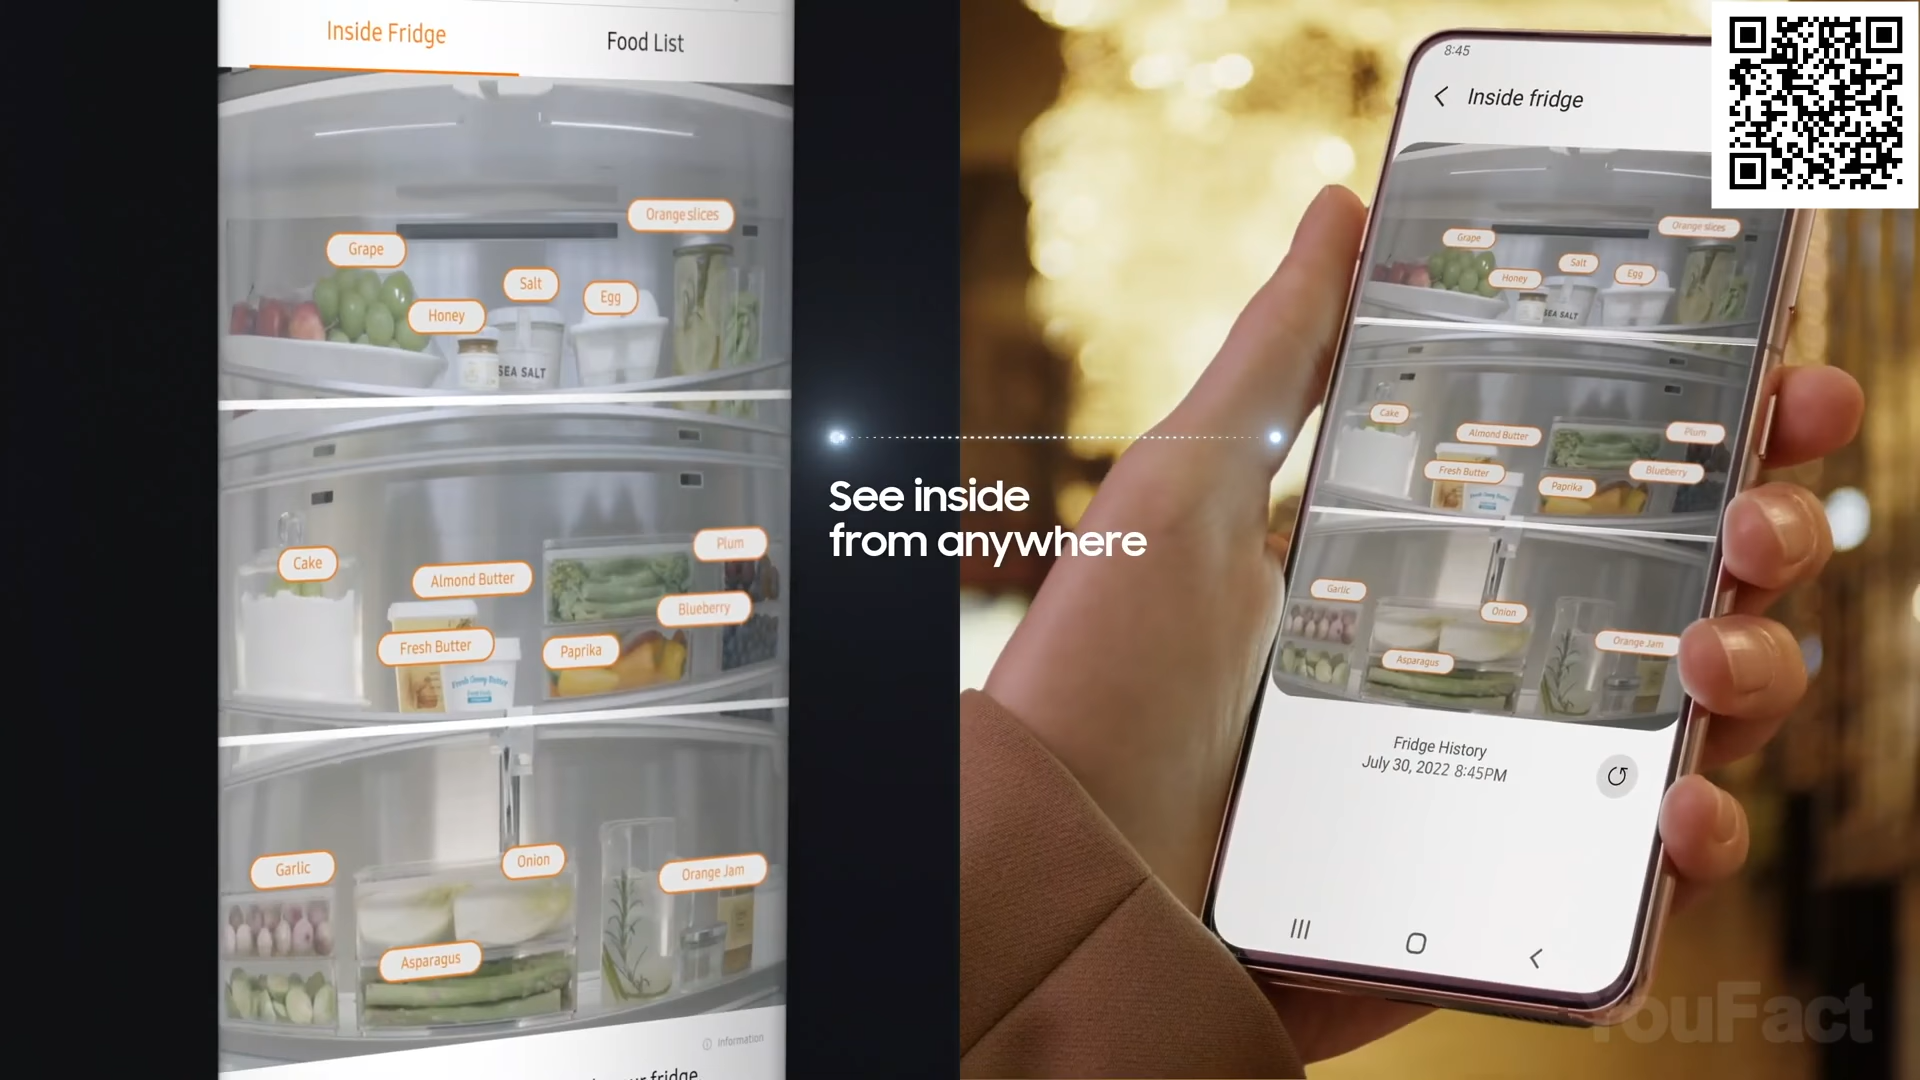 Inside Fridge
Food List
Orange slices
Grape
Salt
Egg
Honey
SEA SALT
Plum
Cake
Almond Butter
Blueberry
Fresh Butter
Paprika
Onion
Garlic
Orange Jam
Asparagus
Information
fridge.
See inside
from anywhere
8:45
Inside fridge
Orange slices
Grape
Salt
Egg
Honey
SEA SALT
Cake
Almond Butter
Plum
Fresh Butter
Blueberry
Paprika
Garlic
Onion
Orange Jam
Asparagus
Fridge History
July 30, 2022 8:45PM
YouFact